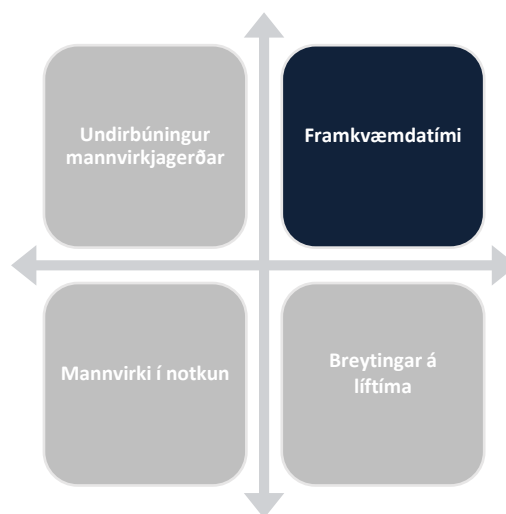 Undirbúningur
mannvirkjagerðar
Framkvæmdatími
Mannvirki í notkun
Breytingar á
líftíma